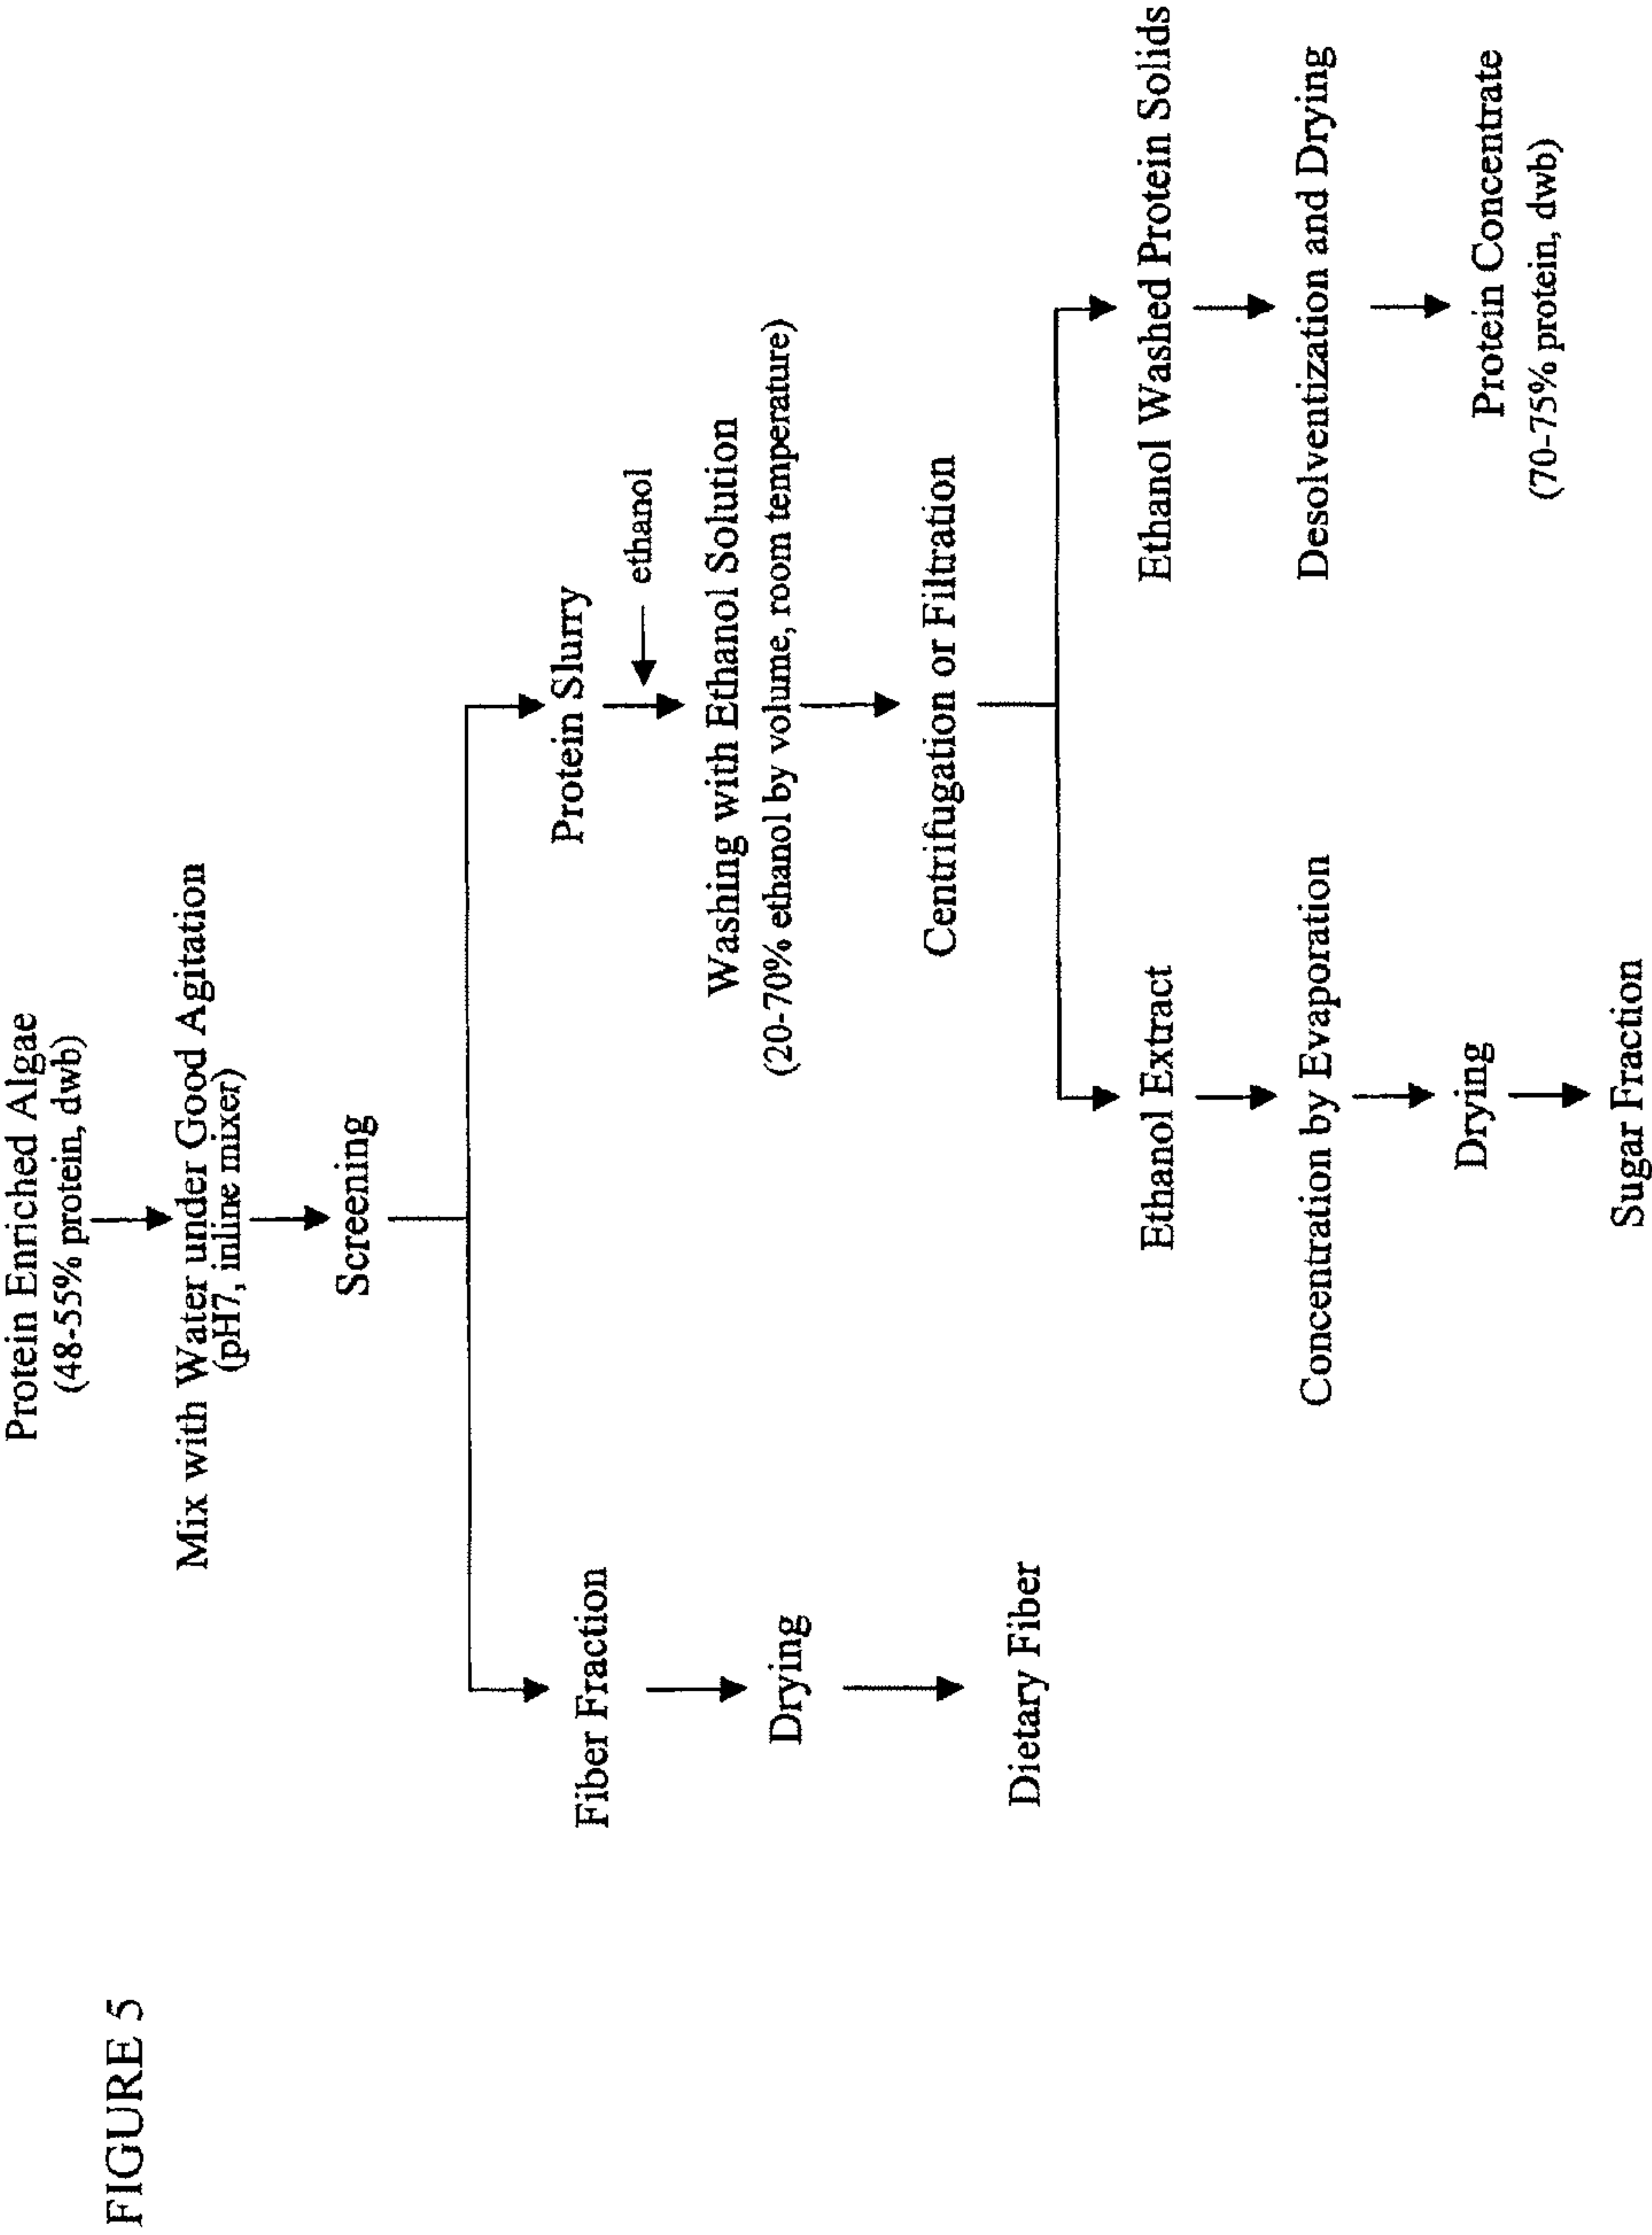 FIGURE 5
Protein Enriched Algae
(48-55% protein, dwb)
Mix with Water under Good Agitation
(pH7, inline mixer)
Screening
Fiber Fraction
Drying
Dietary Fiber
Protein Slurry
ethanol
Washing with Ethanol Solution
(20-70% ethanol by volume, room temperature)
Centrifugation or Filtration
Ethanol Extract
Concentration by Evaporation
Drying
Sugar Fraction
Ethanol Washed Protein Solids
Desolventization and Drying
Protein Concentrate
(70-75% protein, dwb)